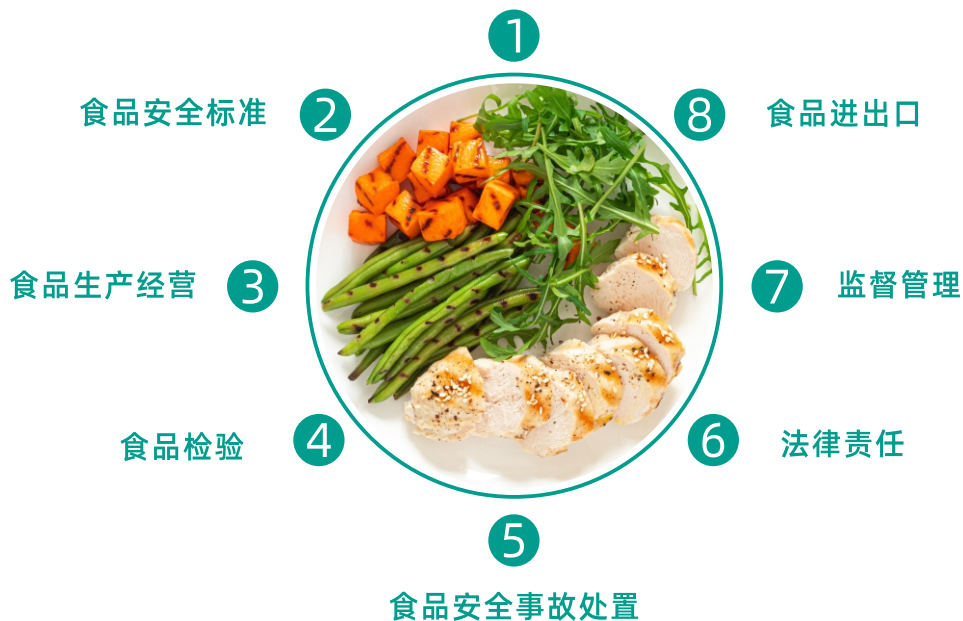 1
2
食品安全标准
8
食品进出口
3
食品生产经营
7
监督管理
4
食品检验
6
法律责任
5
食品安全事故处置